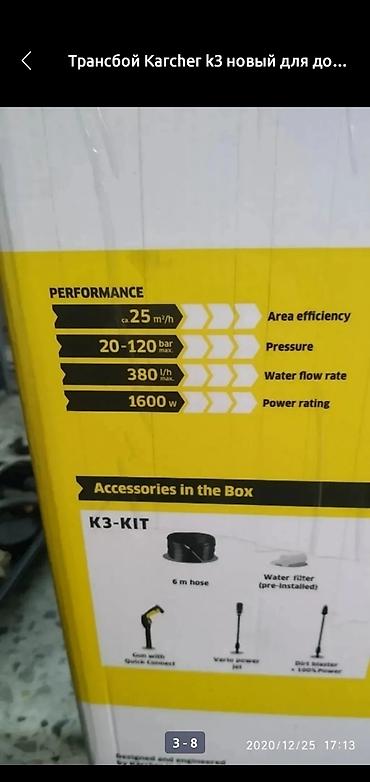 Трансбой Karcher k3 новый для до...
PERFORMANCE
ca. 25 m²/h Area efficiency
20-120 bar max. Pressure
380 l/h max. Water flow rate
1600 w Power rating
Accessories in the Box
K3-KIT
6 m hose
Water filter
(pre-installed)
Gun with
Quick Connect
Vario power
jet
Dirt blaster
+ 100% Power
3 - 8
2020/12/25 17:13
Designed and engineered
by Kärcher